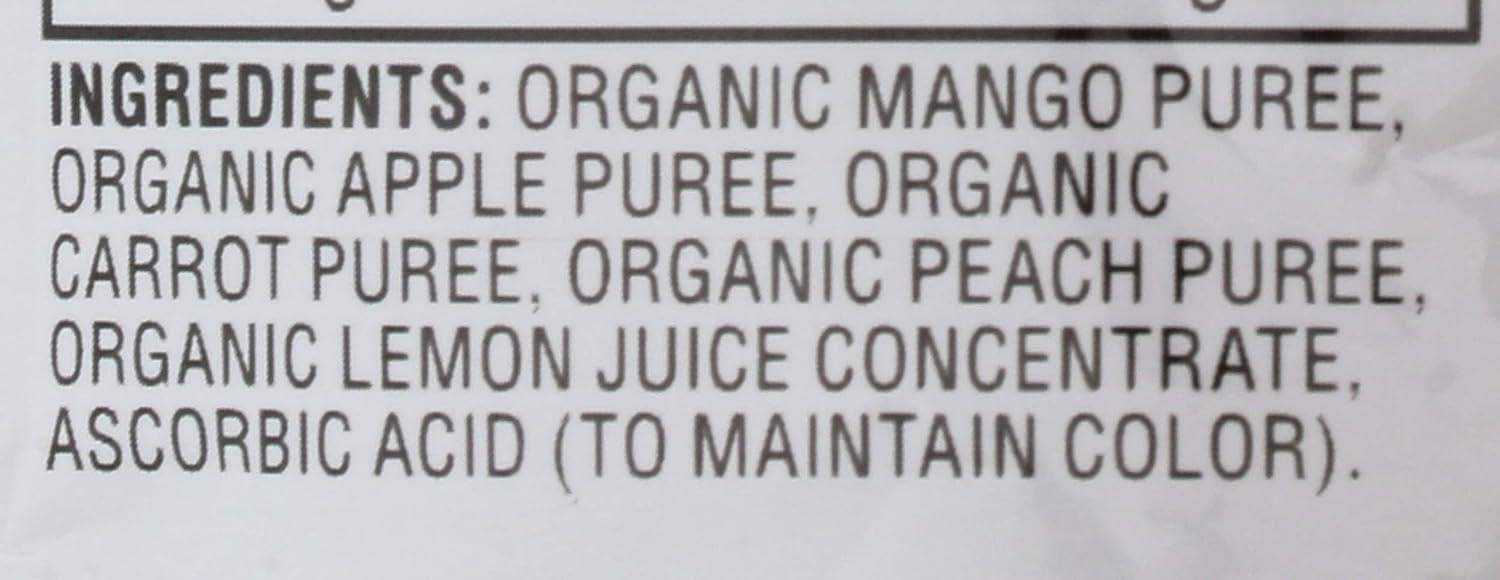 INGREDIENTS: ORGANIC MANGO PUREE,
ORGANIC APPLE PUREE, ORGANIC
CARROT PUREE, ORGANIC PEACH PUREE,
ORGANIC LEMON JUICE CONCENTRATE,
ASCORBIC ACID (TO MAINTAIN COLOR).